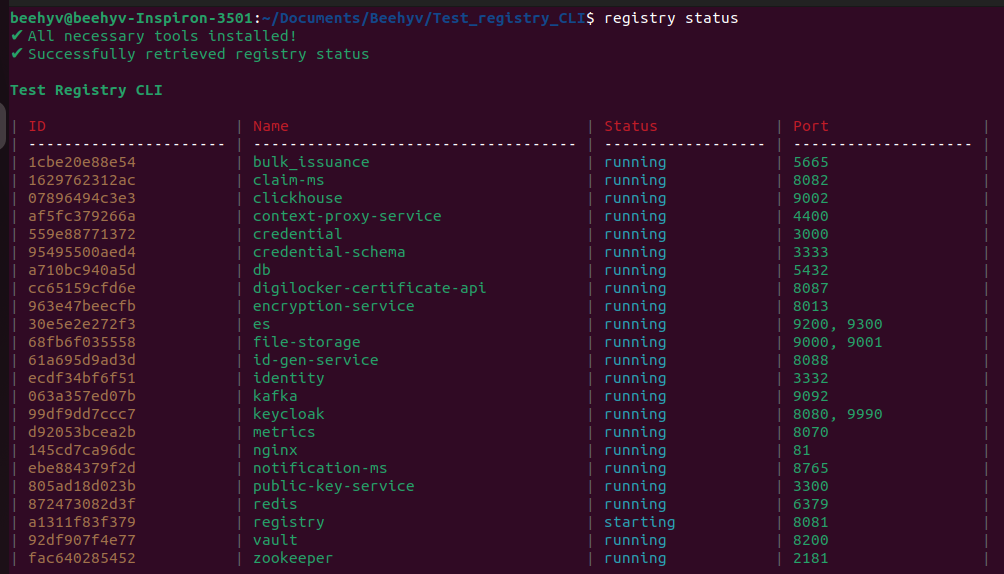 beehyv@beehyv-Inspiron-3501:~/Documents/Beehyv/Test_registry_CLI$ registry status
✔ All necessary tools installed!
✔ Successfully retrieved registry status
Test Registry CLI
| ID | Name | Status | Port |
| ---------------------- | ------------------------------------ | ------------------ | -------------------- |
| 1cbe20e88e54 | bulk_issuance | running | 5665 |
| 1629762312ac | claim-ms | running | 8082 |
| 07896494c3e3 | clickhouse | running | 9002 |
| af5fc379266a | context-proxy-service | running | 4400 |
| 559e88771372 | credential | running | 3000 |
| 95495500aed4 | credential-schema | running | 3333 |
| a710bc940a5d | db | running | 5432 |
| cc65159cfd6e | digilocker-certificate-api | running | 8087 |
| 963e47beecfb | encryption-service | running | 8013 |
| 30e5e2e272f3 | es | running | 9200, 9300 |
| 68fb6f035558 | file-storage | running | 9000, 9001 |
| 61a695d9ad3d | id-gen-service | running | 8088 |
| ecdf34bf6f51 | identity | running | 3332 |
| 063a357ed07b | kafka | running | 9092 |
| 99df9dd7ccc7 | keycloak | running | 8080, 9990 |
| d92053bcea2b | metrics | running | 8070 |
| 145cd7ca96dc | nginx | running | 81 |
| ebe884379f2d | notification-ms | running | 8765 |
| 805ad18d023b | public-key-service | running | 3300 |
| 872473082d3f | redis | running | 6379 |
| a1311f83f379 | registry | starting | 8081 |
| 92df907f4e77 | vault | running | 8200 |
| fac640285452 | zookeeper | running | 2181 |